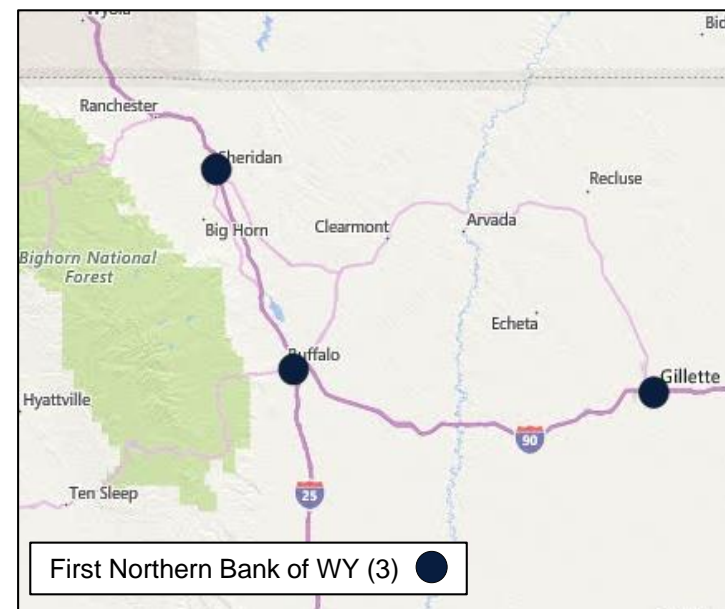 Wyola
Ranchester
Sheridan
Recluse
Big Horn
Clearmont
Arvada
Bighorn National
Forest
Echeta
Buffalo
Gillette
Hyattville
90
Ten Sleep
25
First Northern Bank of WY (3)